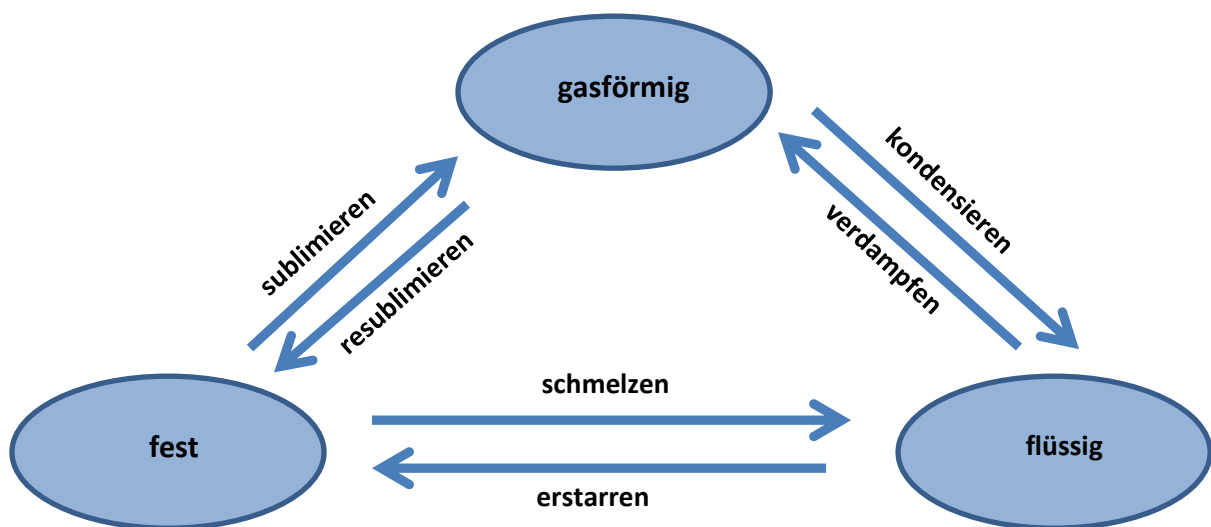 gasförmig
sublimieren
resublimieren
kondensieren
verdampfen
schmelzen
fest
flüssig
erstarren